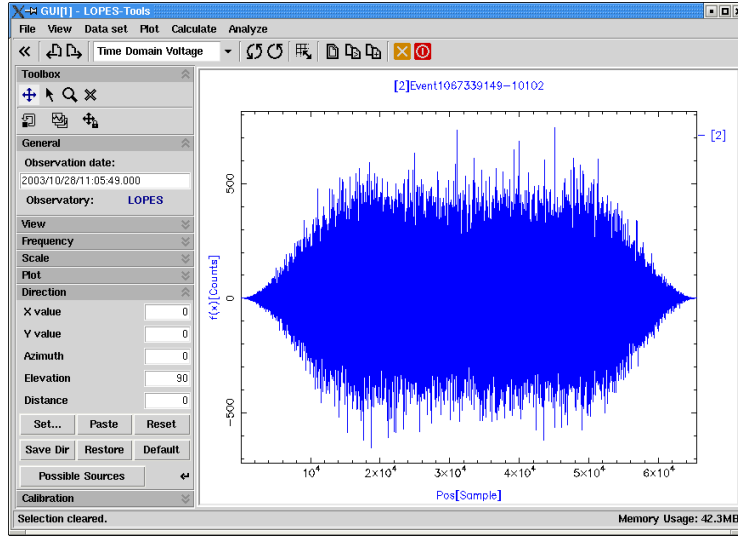 GUI[1] - LOPES-Tools
File View Data set Plot Calculate Analyze
Time Domain Voltage
Toolbox
General
Observation date:
2003/10/28/11:05:49.000
Observatory: LOPES
View
Frequency
Scale
Plot
Direction
X value 0
Y value 0
Azimuth 0
Elevation 90
Distance 0
Set... Paste Reset
Save Dir Restore Default
Possible Sources
Calibration
[2]Event1067339149-10102
[2]
f(x)[Counts]
500
0
-500
10⁴ 2×10⁴ 3×10⁴ 4×10⁴ 5×10⁴ 6×10⁴
Pos[Sample]
Selection cleared. Memory Usage: 42.3MB